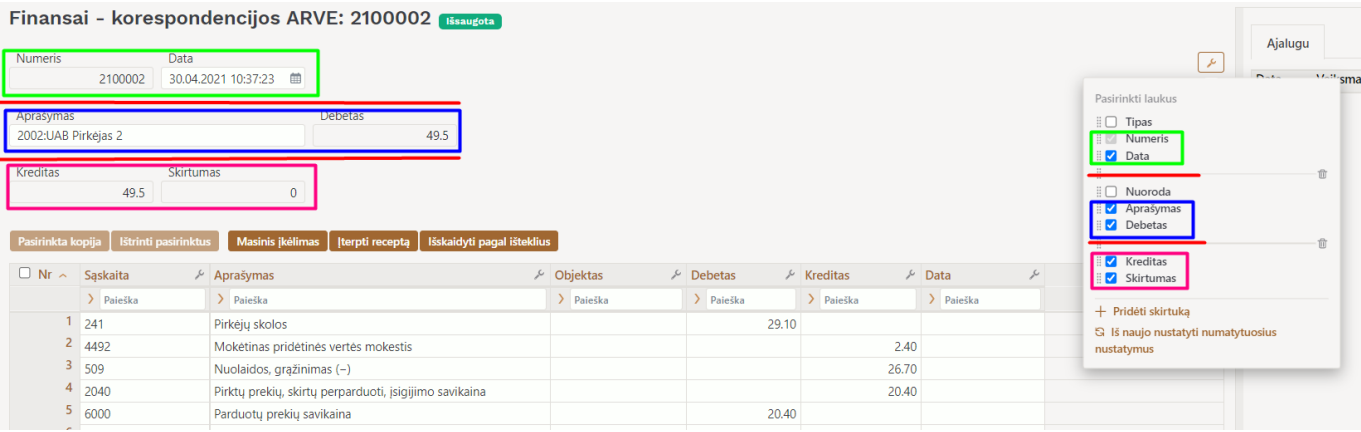 Finansai - korespondencijos ARVE: 2100002 Išsaugota
Ajalugu
Numeris Data
2100002 30.04.2021 10:37:23
Data
Aprašymas Debetas
2002:UAB Pirkėjas 2 49.5
Kreditas Skirtumas
49.5 0
Pasirinkti laukus
Tipas
Numeris
Data
Nuoroda
Aprašymas
Debetas
Kreditas
Skirtumas
+ Pridėti skirtuką
Iš naujo nustatyti numatytuosius
nustatymus
Pasirinkta kopija Ištrinti pasirinktus Masinis įkėlimas Įterpti receptą Išskaidyti pagal išteklius
Nr Sąskaita Aprašymas Objektas Debetas Kreditas Data
Paieška Paieška Paieška Paieška Paieška Paieška
1 241 Pirkėjų skolos 29.10
2 4492 Mokėtinas pridėtinės vertės mokestis 2.40
3 509 Nuolaidos, grąžinimas (−) 26.70
4 2040 Pirktų prekių, skirtų perparduoti, įsigijimo savikaina 20.40
5 6000 Parduotų prekių savikaina 20.40